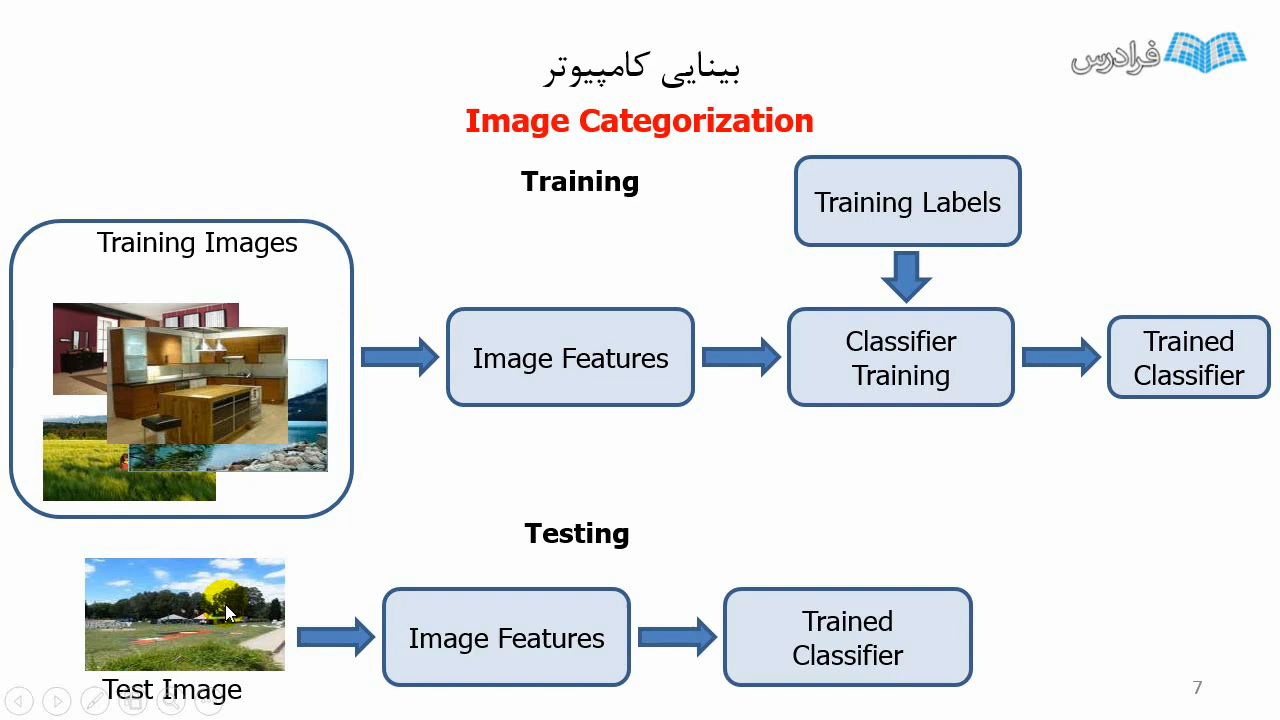 فرادرس
بینایی کامپیوتر
Image Categorization
Training
Training Labels
Training Images
Image Features
Classifier
Training
Trained
Classifier
Testing
Image Features
Trained
Classifier
Test Image
7